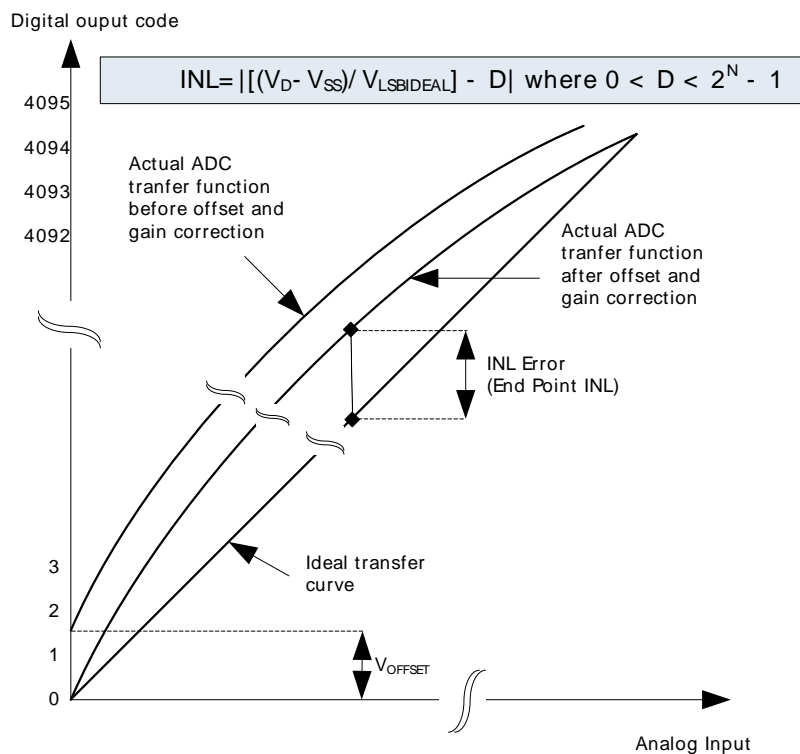 Digital ouput code
INL= |[(VD- VSS)/ VLSBIDEAL] - D| where 0 < D < 2^N - 1
4095
4094
4093
4092
Actual ADC
tranfer function
before offset and
gain correction
Actual ADC
tranfer function
after offset and
gain correction
INL Error
(End Point INL)
3
2
1
0
Ideal transfer
curve
VOFFSET
Analog Input